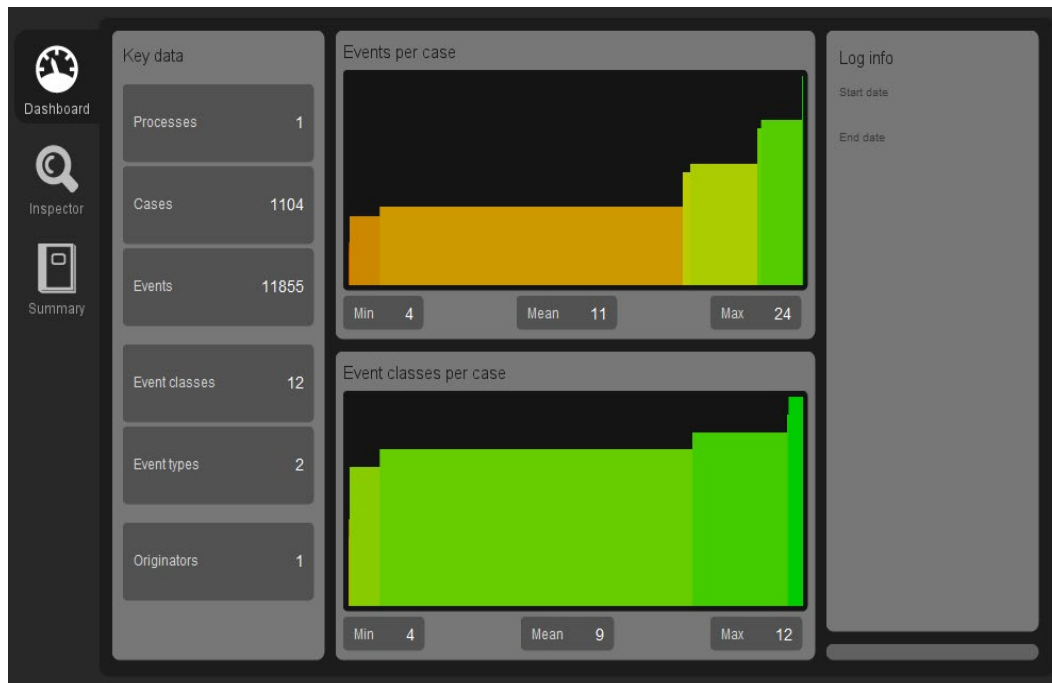 Dashboard
Inspector
Summary
Key data
Processes 1
Cases 1104
Events 11855
Event classes 12
Event types 2
Originators 1
Events per case
Min 4 Mean 11 Max 24
Event classes per case
Min 4 Mean 9 Max 12
Log info
Start date
End date